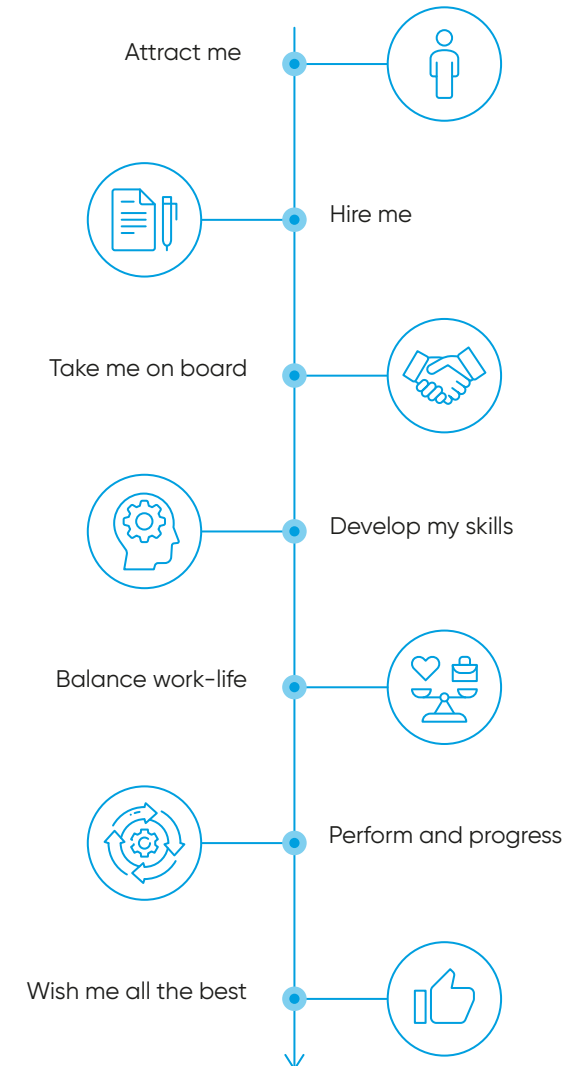 Attract me
Hire me
Take me on board
Develop my skills
Balance work-life
Perform and progress
Wish me all the best